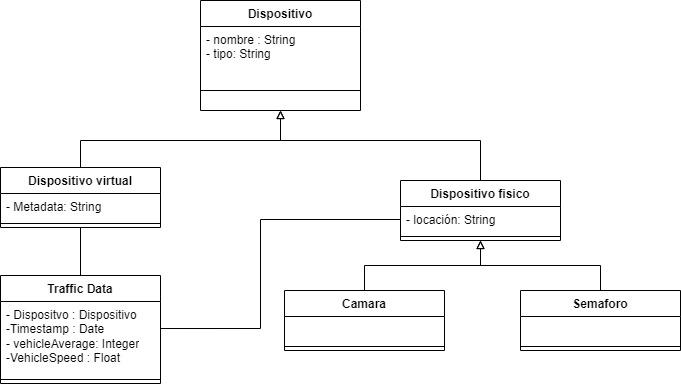 Dispositivo
- nombre : String
- tipo: String
Dispositivo virtual
- Metadata: String
Dispositivo fisico
- locación: String
Traffic Data
- Dispositvo : Dispositivo
-Timestamp : Date
- vehicleAverage: Integer
-VehicleSpeed : Float
Camara
Semaforo